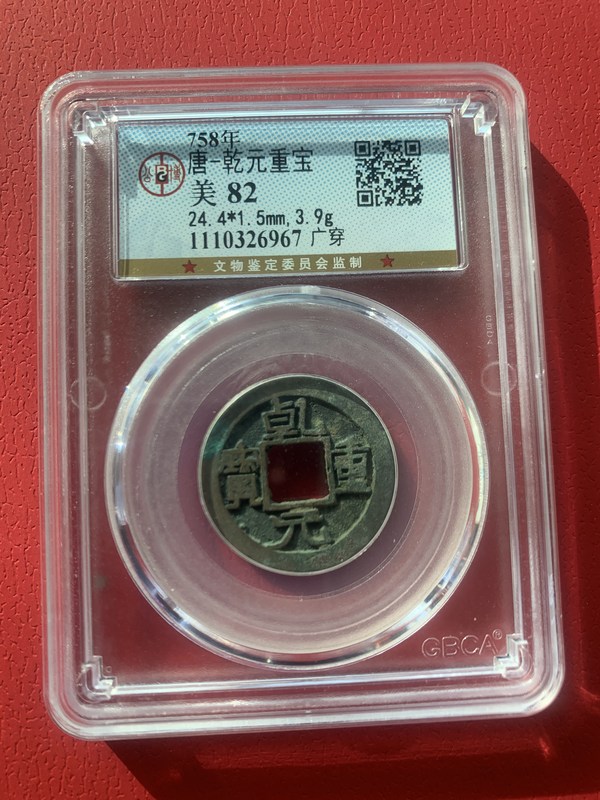 758年
唐-乾元重宝
美 82
24.4*1.5mm,3.9g
1110326967 广穿
文物鉴定委员会监制
乾元重寶
GBCA®